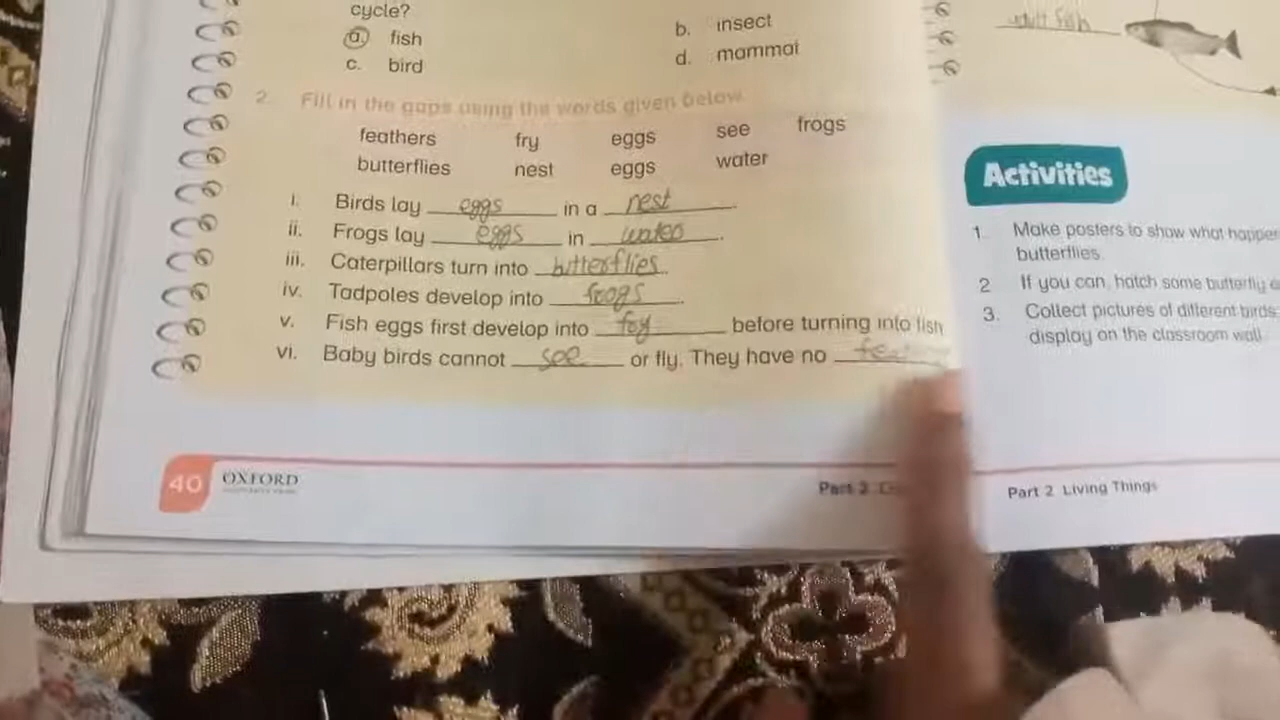 cycle?
a. fish
b. insect
c. bird
d. mammal
2. Fill in the gaps using the words given below.
feathers fry eggs see frogs
butterflies nest eggs water
i. Birds lay eggs in a nest.
ii. Frogs lay eggs in water.
iii. Caterpillars turn into butterflies.
iv. Tadpoles develop into frogs.
v. Fish eggs first develop into fry before turning into fish
vi. Baby birds cannot see or fly. They have no
40 OXFORD
Part 2
adult fish
Activities
1. Make posters to show what happen
butterflies.
2 If you can, hatch some butterfly
3. Collect pictures of different birds
display on the classroom wall.
Part 2 Living Things